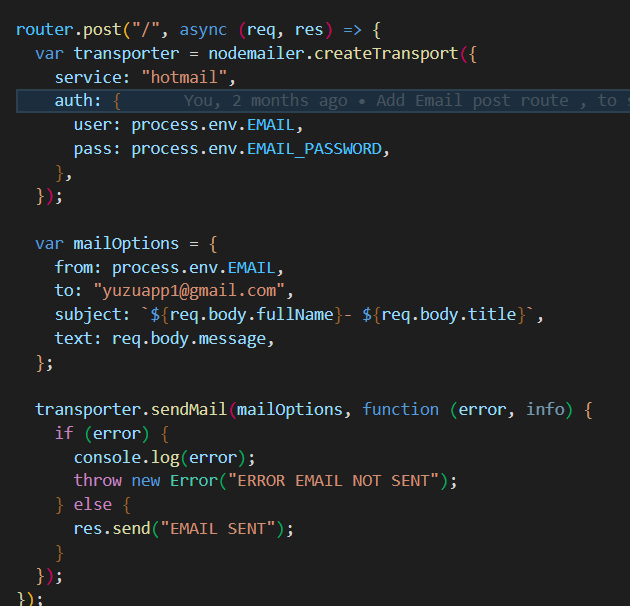 router.post("/", async (req, res) => {
  var transporter = nodemailer.createTransport({
    service: "hotmail",
    auth: {       You, 2 months ago • Add Email post route , to
      user: process.env.EMAIL,
      pass: process.env.EMAIL_PASSWORD,
    },
  });

  var mailOptions = {
    from: process.env.EMAIL,
    to: "yuzuapp1@gmail.com",
    subject: `${req.body.fullName}- ${req.body.title}`,
    text: req.body.message,
  };

  transporter.sendMail(mailOptions, function (error, info) {
    if (error) {
      console.log(error);
      throw new Error("ERROR EMAIL NOT SENT");
    } else {
      res.send("EMAIL SENT");
    }
  });
});